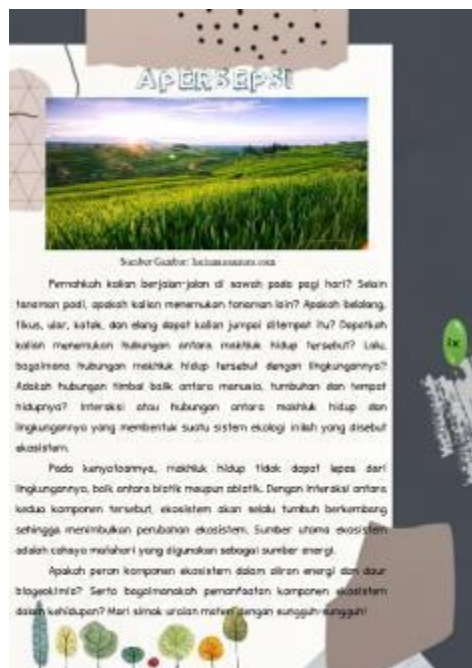 APERSEPSI
Sumber Gambar:
Pernahkah kalian berjalan-jalan di sawah pada pagi hari? Selain
tanaman padi, apakah kalian menemukan tanaman lain? Apakah belalang,
tikus, ular, katak, dan elang dapat kalian jumpai ditempat itu? Dapatkah
kalian menemukan hubungan antara makhluk hidup tersebut? Lalu,
bagaimana hubungan makhluk hidup tersebut dengan lingkungannya?
Adakah hubungan timbal balik antara manusia, tumbuhan dan tempat
hidupnya? Interaksi atau hubungan antara makhluk hidup dan
lingkungannya yang membentuk suatu sistem ekologi inilah yang disebut
ekosistem.
Pada kenyataannya, makhluk hidup tidak dapat lepas dari
lingkungannya, baik antara biotik maupun abiotik. Dengan interaksi antara
kedua komponen tersebut, ekosistem akan selalu tumbuh berkembang
sehingga menimbulkan perubahan ekosistem. Sumber utama ekosistem
adalah cahaya matahari yang digunakan sebagai sumber energi.
Apakah peran komponen ekosistem dalam aliran energi dan daur
biogeokimia? Serta bagaimanakah pemanfaatan komponen ekosistem
dalam kehidupan? Mari simak uraian materi dengan sungguh-sungguh!
ix